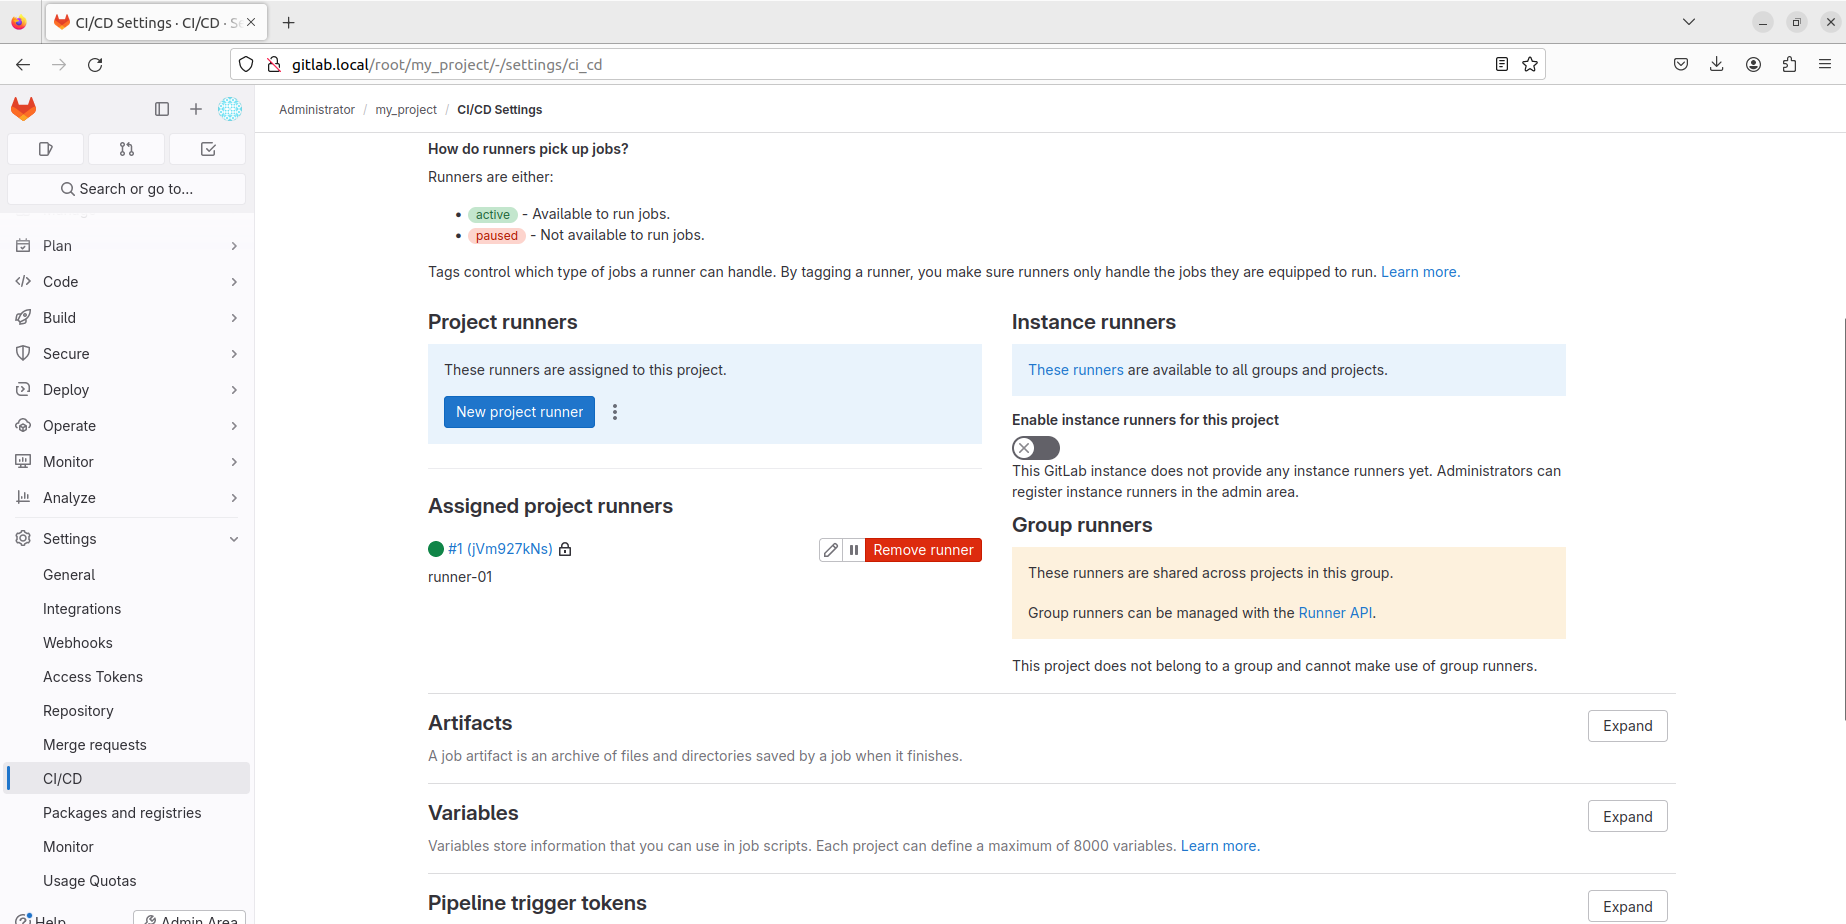 CI/CD Settings · CI/CD · S
gitlab.local/root/my_project/-/settings/ci_cd
Administrator / my_project / CI/CD Settings
Search or go to...
Plan
Code
Build
Secure
Deploy
Operate
Monitor
Analyze
Settings
General
Integrations
Webhooks
Access Tokens
Repository
Merge requests
CI/CD
Packages and registries
Monitor
Usage Quotas
Help
Admin Area
How do runners pick up jobs?
Runners are either:
• active - Available to run jobs.
• paused - Not available to run jobs.
Tags control which type of jobs a runner can handle. By tagging a runner, you make sure runners only handle the jobs they are equipped to run. Learn more.
Project runners
These runners are assigned to this project.
New project runner
Assigned project runners
#1 (jVm927kNs)
Remove runner
runner-01
Instance runners
These runners are available to all groups and projects.
Enable instance runners for this project
This GitLab instance does not provide any instance runners yet. Administrators can
register instance runners in the admin area.
Group runners
These runners are shared across projects in this group.
Group runners can be managed with the Runner API.
This project does not belong to a group and cannot make use of group runners.
Artifacts
Expand
A job artifact is an archive of files and directories saved by a job when it finishes.
Variables
Expand
Variables store information that you can use in job scripts. Each project can define a maximum of 8000 variables. Learn more.
Pipeline trigger tokens
Expand